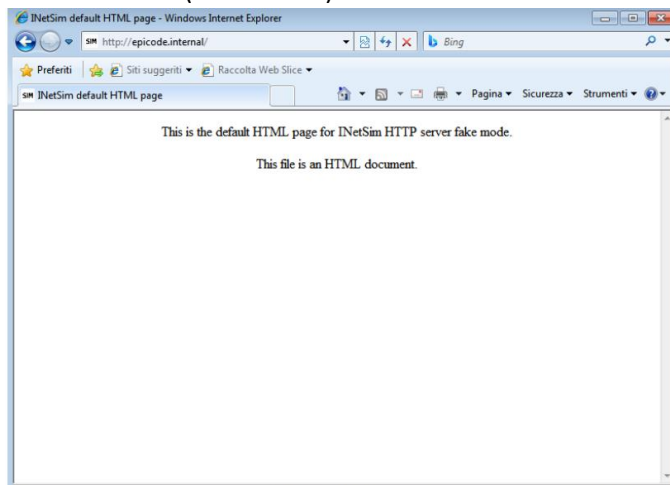 INetSim default HTML page - Windows Internet Explorer
SIM http://epicode.internal/ b Bing
Preferiti Siti suggeriti Raccolta Web Slice
SIM INetSim default HTML page Pagina Sicurezza Strumenti
This is the default HTML page for INetSim HTTP server fake mode.
This file is an HTML document.